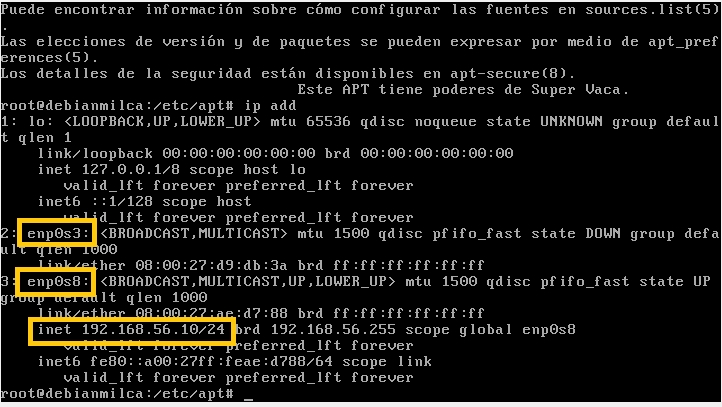 Puede encontrar información sobre cómo configurar las fuentes en sources.list(5)
.
Las elecciones de versión y de paquetes se pueden expresar por medio de apt_pref
erences(5).
Los detalles de la seguridad están disponibles en apt-secure(8).
Este APT tiene poderes de Super Vaca.
root@debianmilca:/etc/apt# ip add
1: lo: <LOOPBACK,UP,LOWER_UP> mtu 65536 qdisc noqueue state UNKNOWN group defaul
t qlen 1
link/loopback 00:00:00:00:00:00 brd 00:00:00:00:00:00
inet 127.0.0.1/8 scope host lo
valid_lft forever preferred_lft forever
inet6 ::1/128 scope host
valid_lft forever preferred_lft forever
2: enp0s3: <BROADCAST,MULTICAST> mtu 1500 qdisc pfifo_fast state DOWN group defa
ult qlen 1000
link/ether 08:00:27:d9:db:3a brd ff:ff:ff:ff:ff:ff
3: enp0s8: <BROADCAST,MULTICAST,UP,LOWER_UP> mtu 1500 qdisc pfifo_fast state UP
group default qlen 1000
link/ether 08:00:27:ae:d7:88 brd ff:ff:ff:ff:ff:ff
inet 192.168.56.10/24 brd 192.168.56.255 scope global enp0s8
valid_lft forever preferred_lft forever
inet6 fe80::a00:27ff:feae:d788/64 scope link
valid_lft forever preferred_lft forever
root@debianmilca:/etc/apt# _